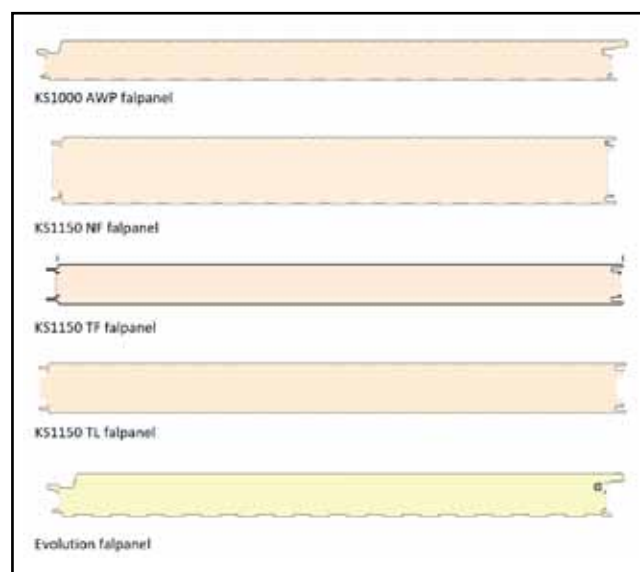 KS1000 AWP falpanel
KS1150 NF falpanel
KS1150 TF falpanel
KS1150 TL falpanel
Evolution falpanel